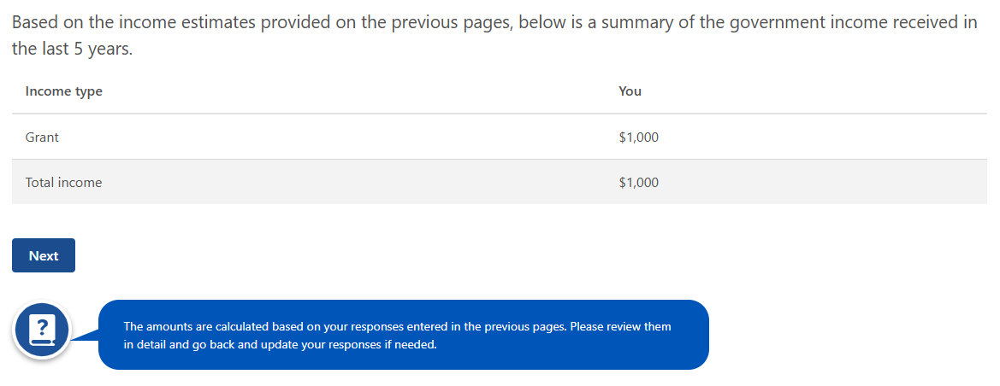 Based on the income estimates provided on the previous pages, below is a summary of the government income received in
the last 5 years.
Income type You
Grant $1,000
Total income $1,000
Next
?
The amounts are calculated based on your responses entered in the previous pages. Please review them
in detail and go back and update your responses if needed.